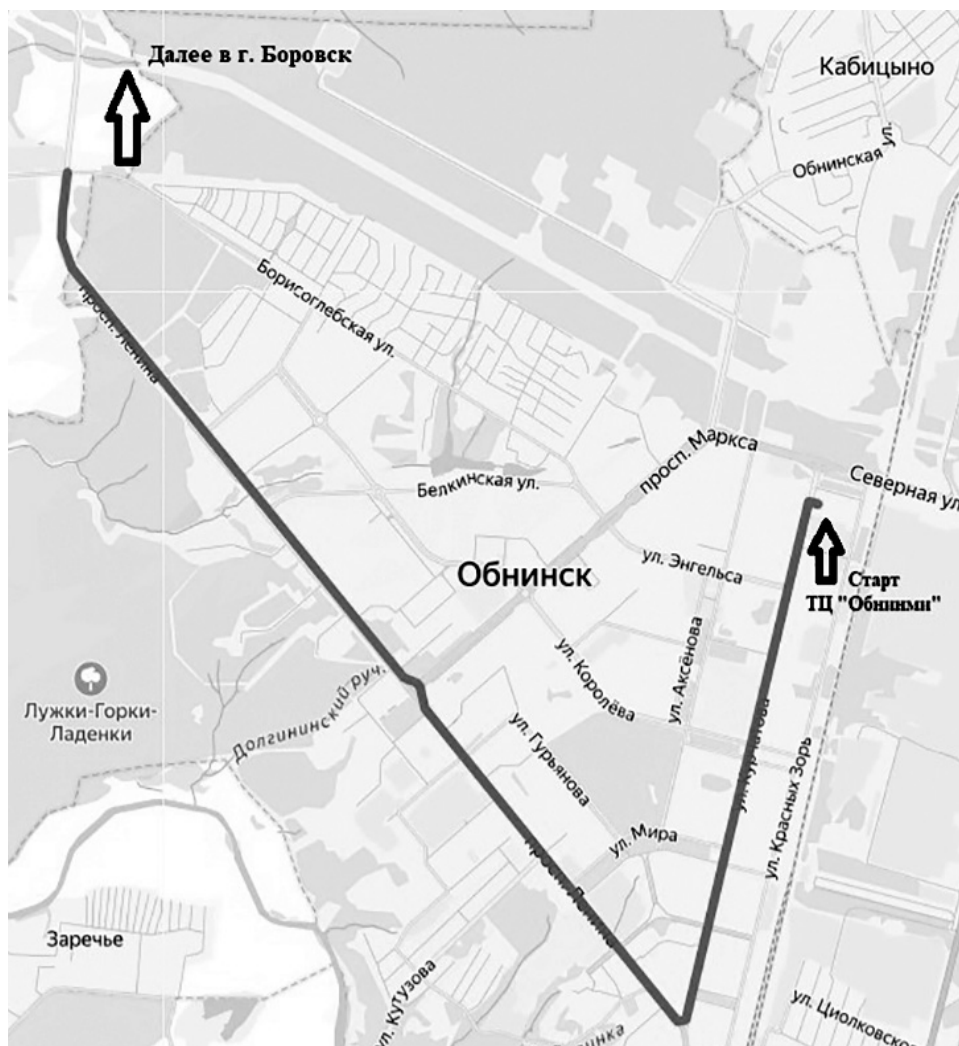 Далее в г. Боровск
Кабицыно
Обнинская ул.
Борисоглебская ул.
просп. Ленина
просп. Маркса
Северная ул.
Белкинская ул.
Обнинск
ул. Энгельса
Старт
ТЦ "Обнинми"
ул. Аксёнова
ул. Королёва
Лужки-Горки-
Ладенки
Долгининский руч.
ул. Гурьянова
ул. Курчатова
ул. Красных Зорь
ул. Мира
просп. Ленина
Заречье
ул. Кутузова
ул. Циолковског